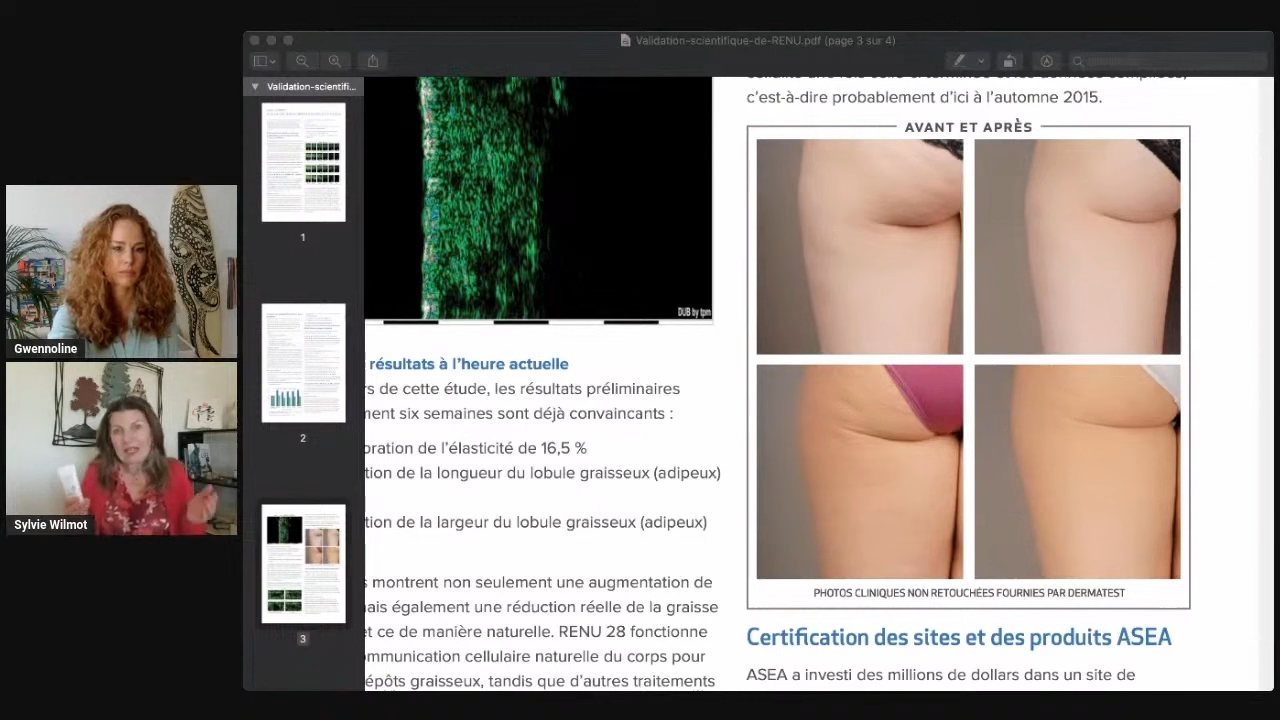 Validation-scientifique-de-RENU.pdf (page 3 sur 4)
Validation-scientifi...
1
2
3
Gwennoline
Sylvie Wilmot
DUB by tpm
résultats à l'heure actuelle
s de cette étude, les résultats préliminaires
ment six semaines sont déjà convaincants :
oration de l'élasticité de 16,5 %
tion de la longueur du lobule graisseux (adipeux)
tion de la largeur du lobule graisseux (adipeux)
s montrent non seulement une augmentation de
mais également une réduction réelle de la graisse
et ce de manière naturelle. RENU 28 fonctionne
ommunication cellulaire naturelle du corps pour
épôts graisseux, tandis que d'autres traitements
c'est-à-dire probablement d'ici à l'automne 2015.
AVANT ET APRÈS
PHOTOS CLINIQUES NON RETOUCHÉES FOURNIES PAR DERMATEST
Certification des sites et des produits ASEA
ASEA a investi des millions de dollars dans un site de